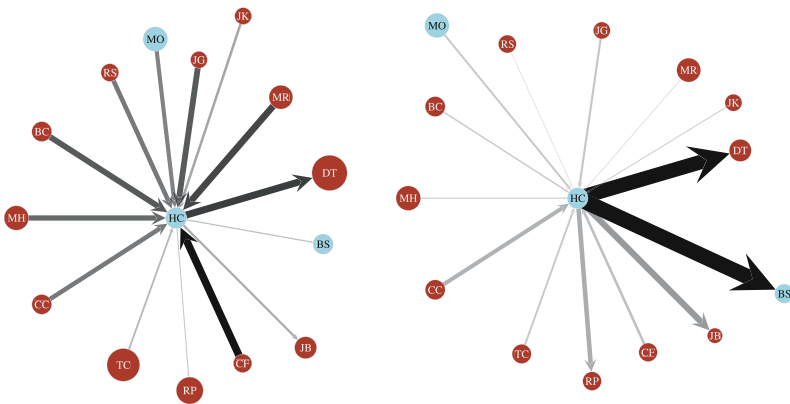 JK
MO
JG
RS
MR
BC
DT
MH
HC
BS
CC
TC
CF
JB
RP
MO
RS
JG
MR
JK
BC
DT
MH
HC
CC
BS
JB
TC
CF
RP